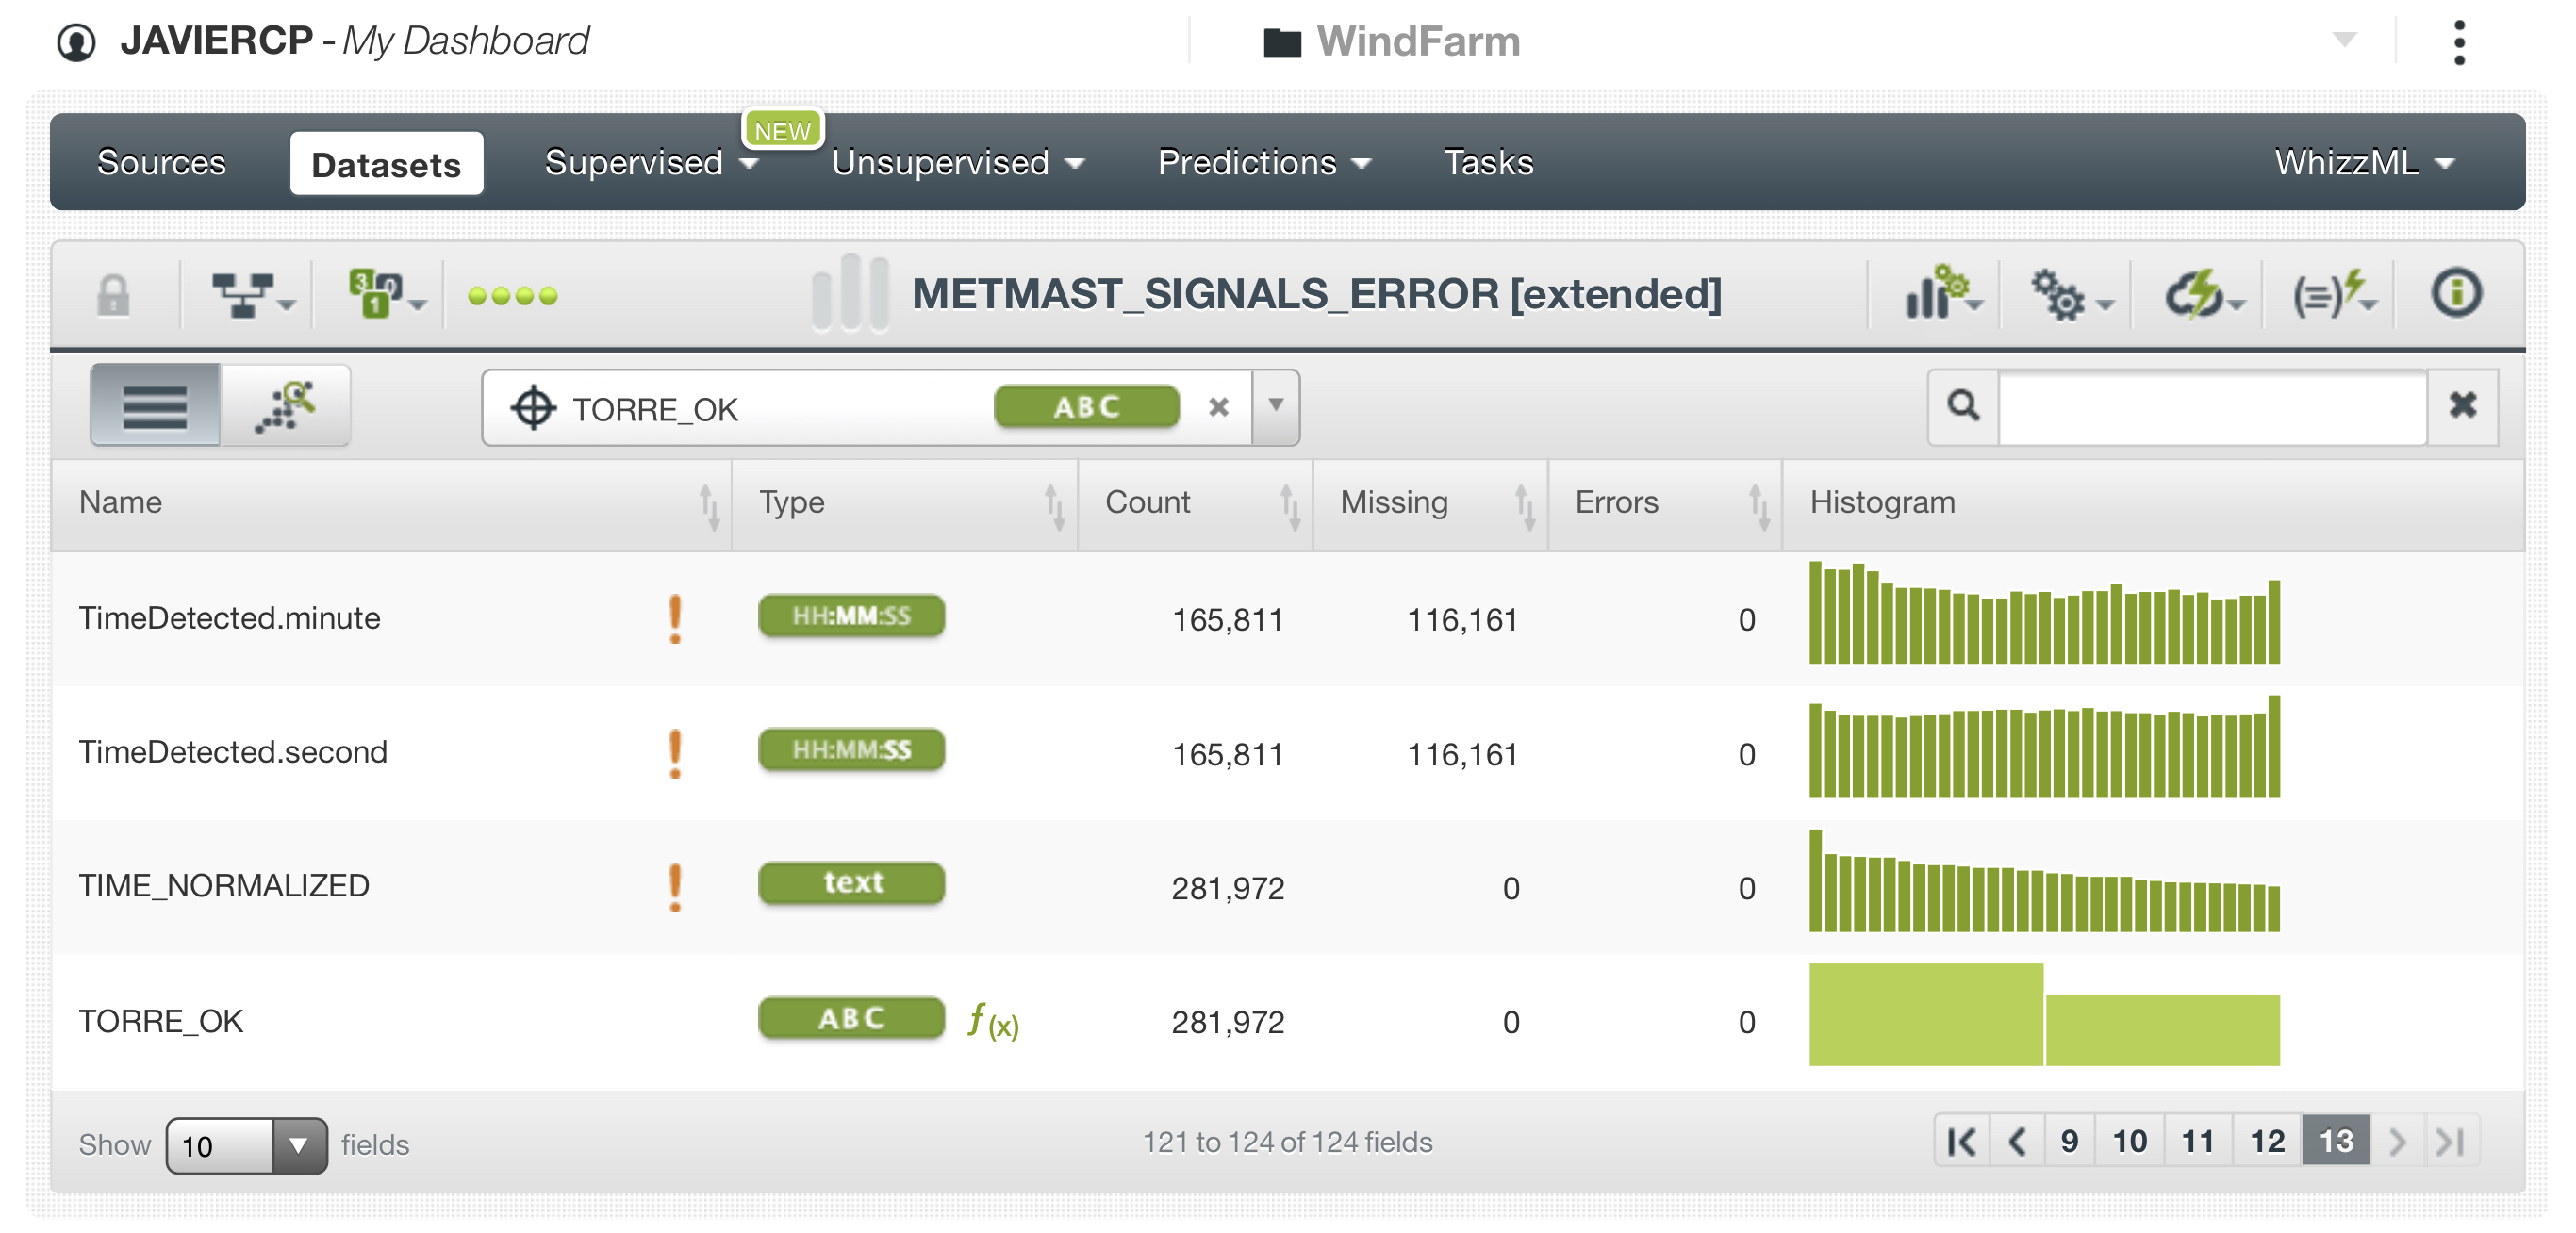 JAVIERCP - My Dashboard
WindFarm
NEW
Sources Datasets Supervised Unsupervised Predictions Tasks WhizzML
3 0 1
METMAST_SIGNALS_ERROR [extended]
TORRE_OK ABC
Name Type Count Missing Errors Histogram
TimeDetected.minute HH:MM:SS 165,811 116,161 0
TimeDetected.second HH:MM:SS 165,811 116,161 0
TIME_NORMALIZED text 281,972 0 0
TORRE_OK ABC f(x) 281,972 0 0
Show 10 fields 121 to 124 of 124 fields 9 10 11 12 13